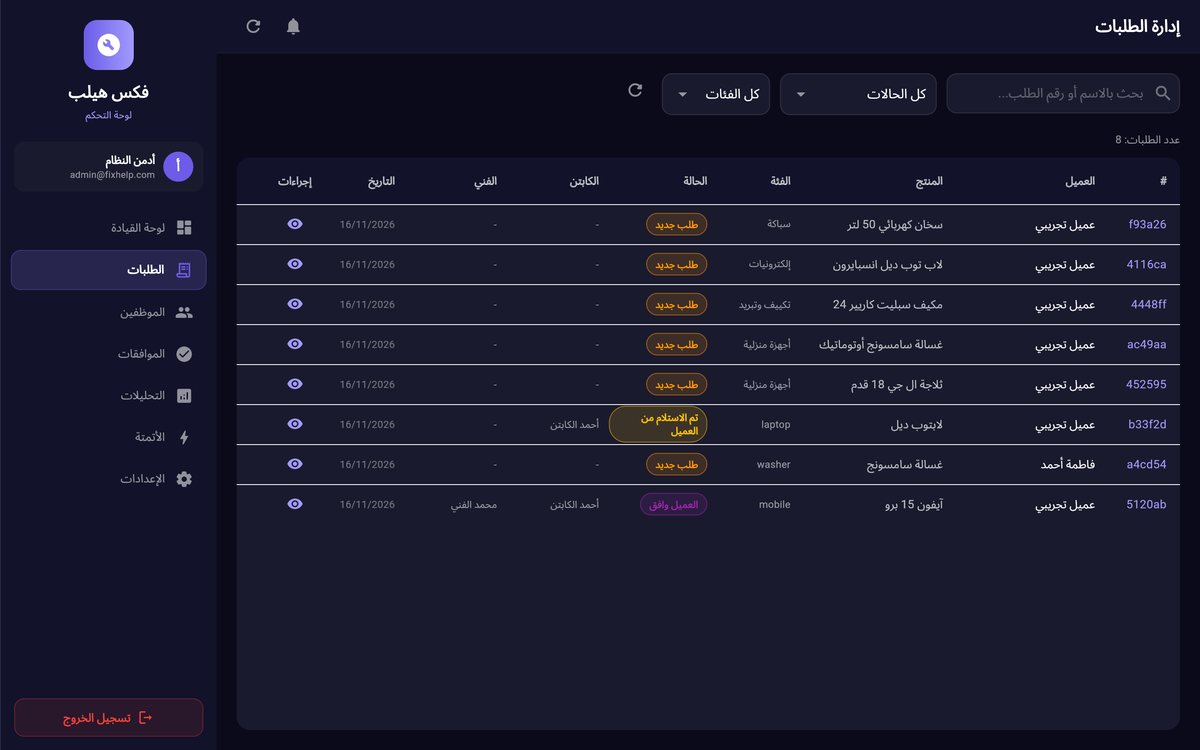 إدارة الطلبات
فكس هيلب
لوحة التحكم
أ
أدمن النظام
admin@fixhelp.com
لوحة القيادة
الطلبات
الموظفين
الموافقات
التحليلات
الأتمتة
الإعدادات
تسجيل الخروج
بحث بالاسم أو رقم الطلب...
كل الحالات
كل الفئات
عدد الطلبات: 8
# العميل المنتج الفئة الحالة الكابتن الفني التاريخ إجراءات
f93a26 عميل تجريبي سخان كهربائي 50 لتر سباكة طلب جديد - - 16/11/2026
4116ca عميل تجريبي لاب توب ديل انسبايرون إلكترونيات طلب جديد - - 16/11/2026
4448ff عميل تجريبي مكيف سبليت كاريير 24 تكييف وتبريد طلب جديد - - 16/11/2026
ac49aa عميل تجريبي غسالة سامسونج أوتوماتيك أجهزة منزلية طلب جديد - - 16/11/2026
452595 عميل تجريبي ثلاجة ال جي 18 قدم أجهزة منزلية طلب جديد - - 16/11/2026
b33f2d عميل تجريبي لابتوب ديل laptop تم الاستلام من العميل أحمد الكابتن - 16/11/2026
a4cd54 فاطمة أحمد غسالة سامسونج washer طلب جديد - - 16/11/2026
5120ab عميل تجريبي آيفون 15 برو mobile العميل وافق أحمد الكابتن محمد الفني 16/11/2026